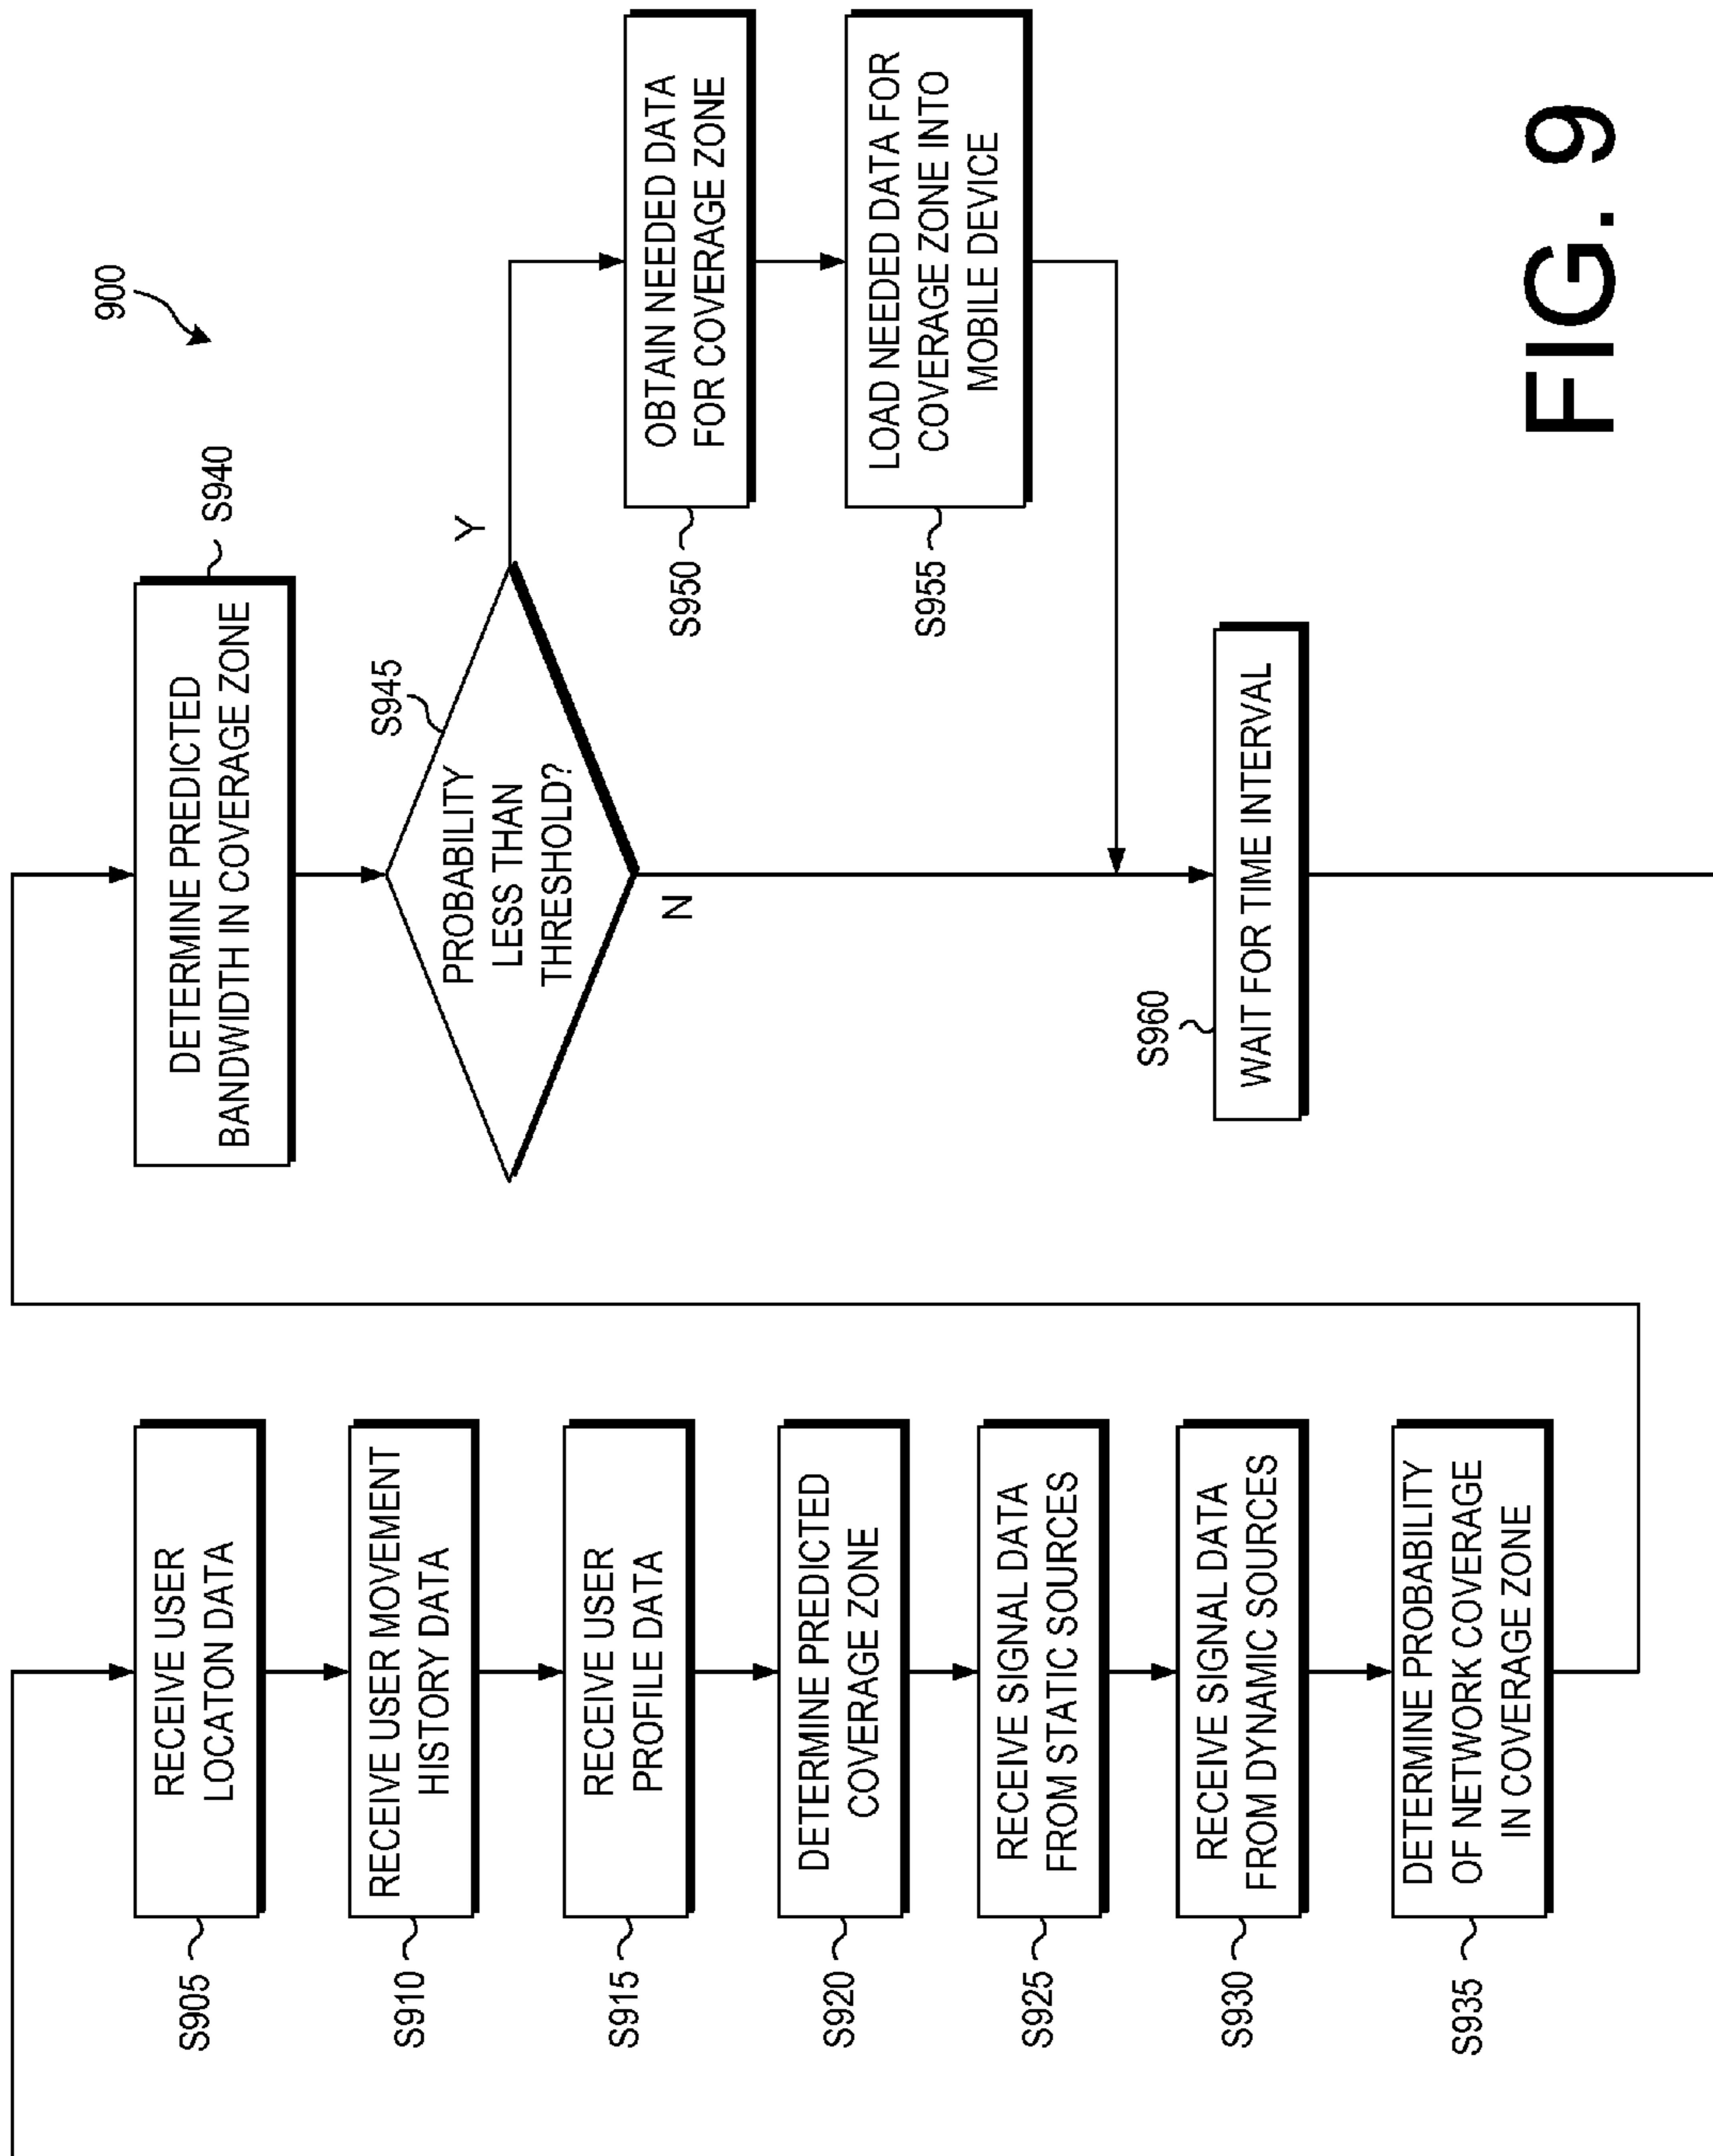 900
S905
RECEIVE USER
LOCATON DATA
S910
RECEIVE USER MOVEMENT
HISTORY DATA
S915
RECEIVE USER
PROFILE DATA
S920
DETERMINE PREDICTED
COVERAGE ZONE
S925
RECEIVE SIGNAL DATA
FROM STATIC SOURCES
S930
RECEIVE SIGNAL DATA
FROM DYNAMIC SOURCES
S935
DETERMINE PROBABILITY
OF NETWORK COVERAGE
IN COVERAGE ZONE
S940
DETERMINE PREDICTED
BANDWIDTH IN COVERAGE ZONE
S945
PROBABILITY
LESS THAN
THRESHOLD?
Y
N
S950
OBTAIN NEEDED DATA
FOR COVERAGE ZONE
S955
LOAD NEEDED DATA FOR
COVERAGE ZONE INTO
MOBILE DEVICE
S960
WAIT FOR TIME INTERVAL
FIG. 9